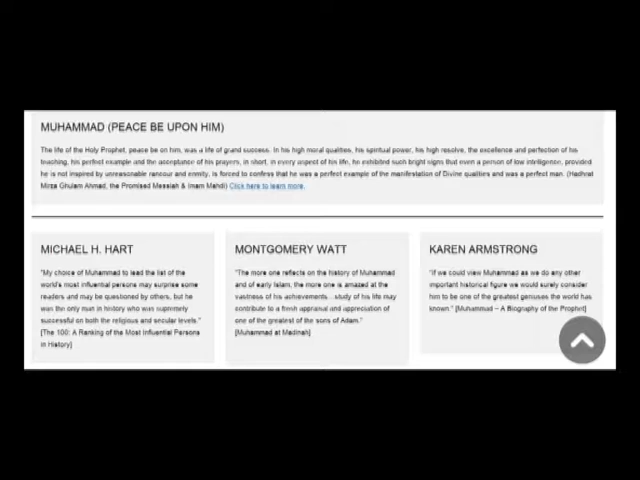 MUHAMMAD (PEACE BE UPON HIM)
The life of the Holy Prophet, peace be on him, was a life of grand success. In his high moral qualities, his spiritual power, his high resolve, the excellence and perfection of his
teaching, his perfect example and the acceptance of his prayers, in short, in every aspect of his life, he exhibited such bright signs that even a person of low intelligence, provided
he is not inspired by unreasonable rancour and enmity, is forced to confess that he was a perfect example of the manifestation of Divine qualities and was a perfect man. (Hadhrat
Mirza Ghulam Ahmad, the Promised Messiah & Imam Mahdi) Click here to learn more.
MICHAEL H. HART
"My choice of Muhammad to lead the list of the
world's most influential persons may surprise some
readers and may be questioned by others, but he
was the only man in history who was supremely
successful on both the religious and secular levels."
[The 100: A Ranking of the Most Influential Persons
in History]
MONTGOMERY WATT
"The more one reflects on the history of Muhammad
and of early Islam, the more one is amazed at the
vastness of his achievements...study of his life may
contribute to a fresh appraisal and appreciation of
one of the greatest of the sons of Adam."
[Muhammad at Madinah]
KAREN ARMSTRONG
"If we could view Muhammad as we do any other
important historical figure we would surely consider
him to be one of the greatest geniuses the world has
known." [Muhammad – A Biography of the Prophet]